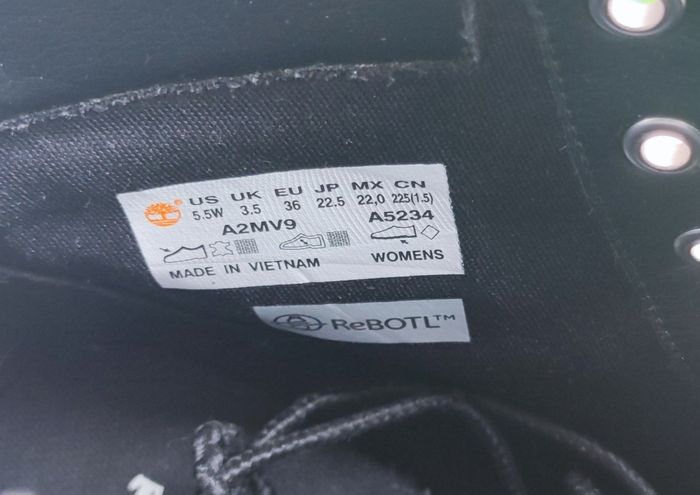 US UK EU JP MX CN
5.5W 3.5 36 22.5 22,0 225(1.5)
A2MV9 A5234
MADE IN VIETNAM WOMENS
ReBOTL™